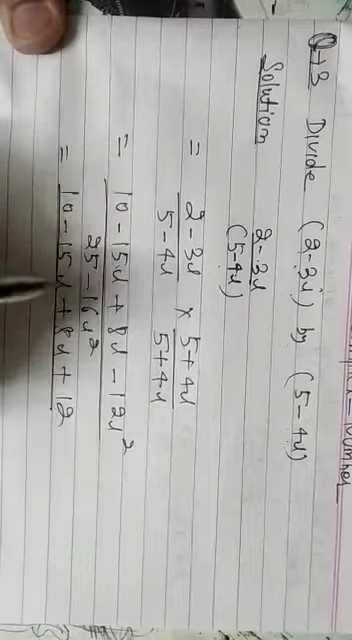 Number
Q13 Divide (2-3i) by (5-4i)
Solution
2-3i
(5-4i)
= 2-3i × 5+4i
5-4i 5+4i
= 10-15i+8i-12i²
25-16i²
= 10-15i+8i+12